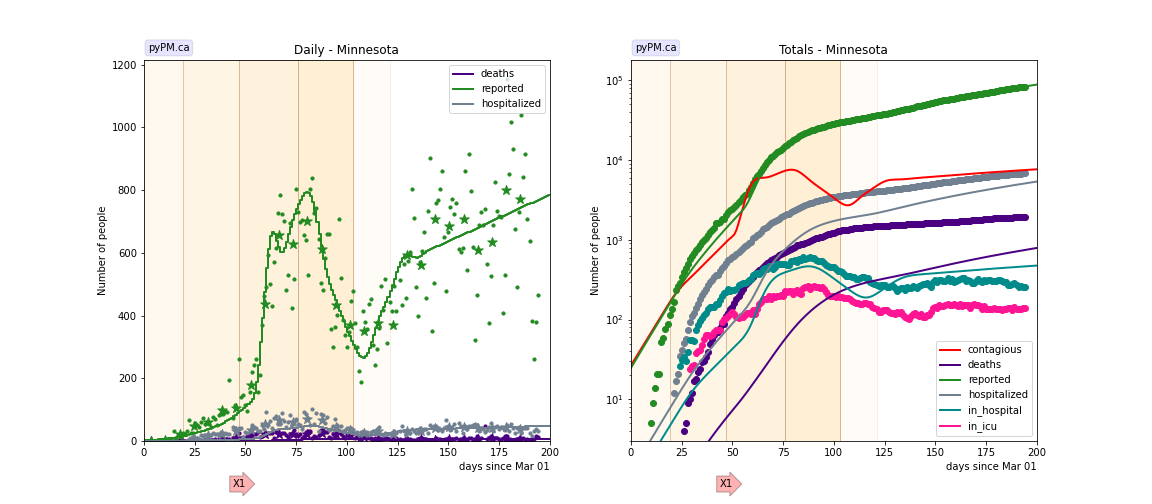 pyPM.ca
Daily - Minnesota
Number of people
1200
1000
800
600
400
200
0
deaths
reported
hospitalized
0 25 50 75 100 125 150 175 200
days since Mar 01
X1
pyPM.ca
Totals - Minnesota
Number of people
10⁵
10⁴
10³
10²
10¹
contagious
deaths
reported
hospitalized
in_hospital
in_icu
0 25 50 75 100 125 150 175 200
days since Mar 01
X1